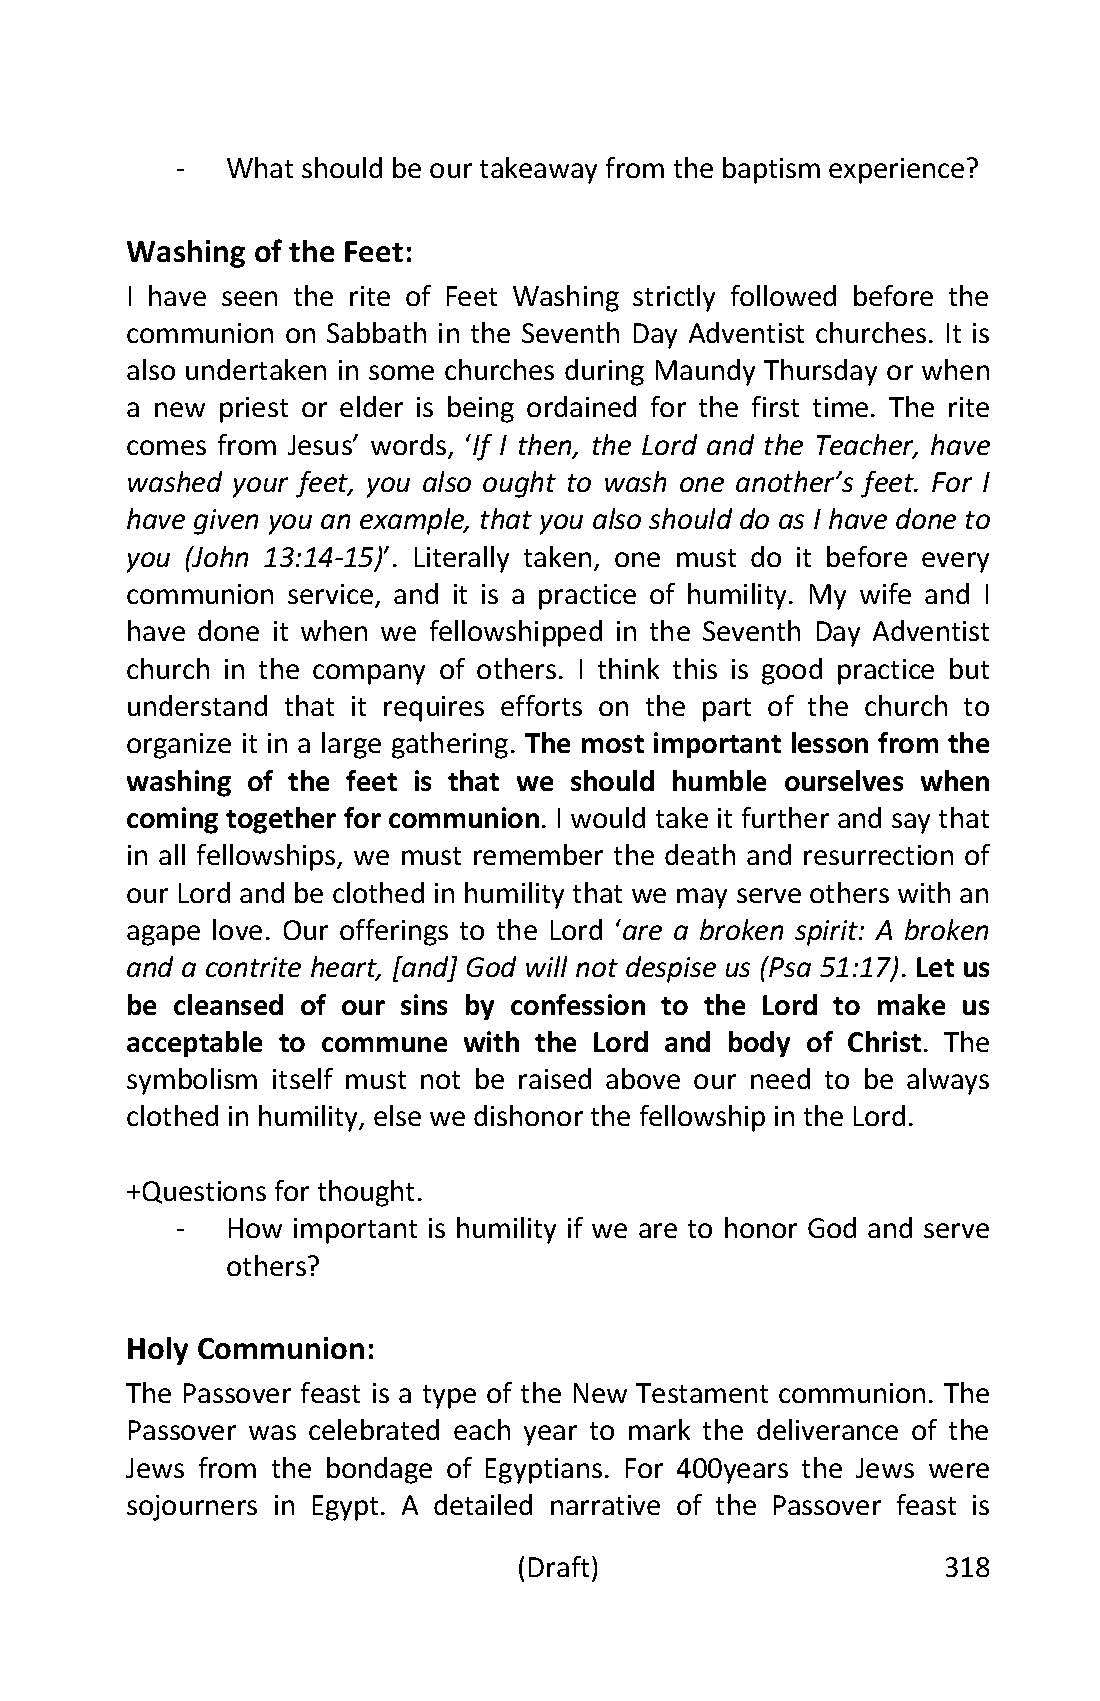 - What should be our takeaway from the baptism experience?
Washing of the Feet:
I have seen the rite of Feet Washing strictly followed before the
communion on Sabbath in the Seventh Day Adventist churches. It is
also undertaken in some churches during Maundy Thursday or when
a new priest or elder is being ordained for the first time. The rite
comes from Jesus’ words, ‘If I then, the Lord and the Teacher, have
washed your feet, you also ought to wash one another’s feet. For I
have given you an example, that you also should do as I have done to
you (John 13:14-15)’. Literally taken, one must do it before every
communion service, and it is a practice of humility. My wife and I
have done it when we fellowshipped in the Seventh Day Adventist
church in the company of others. I think this is good practice but
understand that it requires efforts on the part of the church to
organize it in a large gathering. The most important lesson from the
washing of the feet is that we should humble ourselves when
coming together for communion. I would take it further and say that
in all fellowships, we must remember the death and resurrection of
our Lord and be clothed in humility that we may serve others with an
agape love. Our offerings to the Lord ‘are a broken spirit: A broken
and a contrite heart, [and] God will not despise us (Psa 51:17). Let us
be cleansed of our sins by confession to the Lord to make us
acceptable to commune with the Lord and body of Christ. The
symbolism itself must not be raised above our need to be always
clothed in humility, else we dishonor the fellowship in the Lord.
+Questions for thought.
- How important is humility if we are to honor God and serve
others?
Holy Communion:
The Passover feast is a type of the New Testament communion. The
Passover was celebrated each year to mark the deliverance of the
Jews from the bondage of Egyptians. For 400years the Jews were
sojourners in Egypt. A detailed narrative of the Passover feast is
(Draft) 318